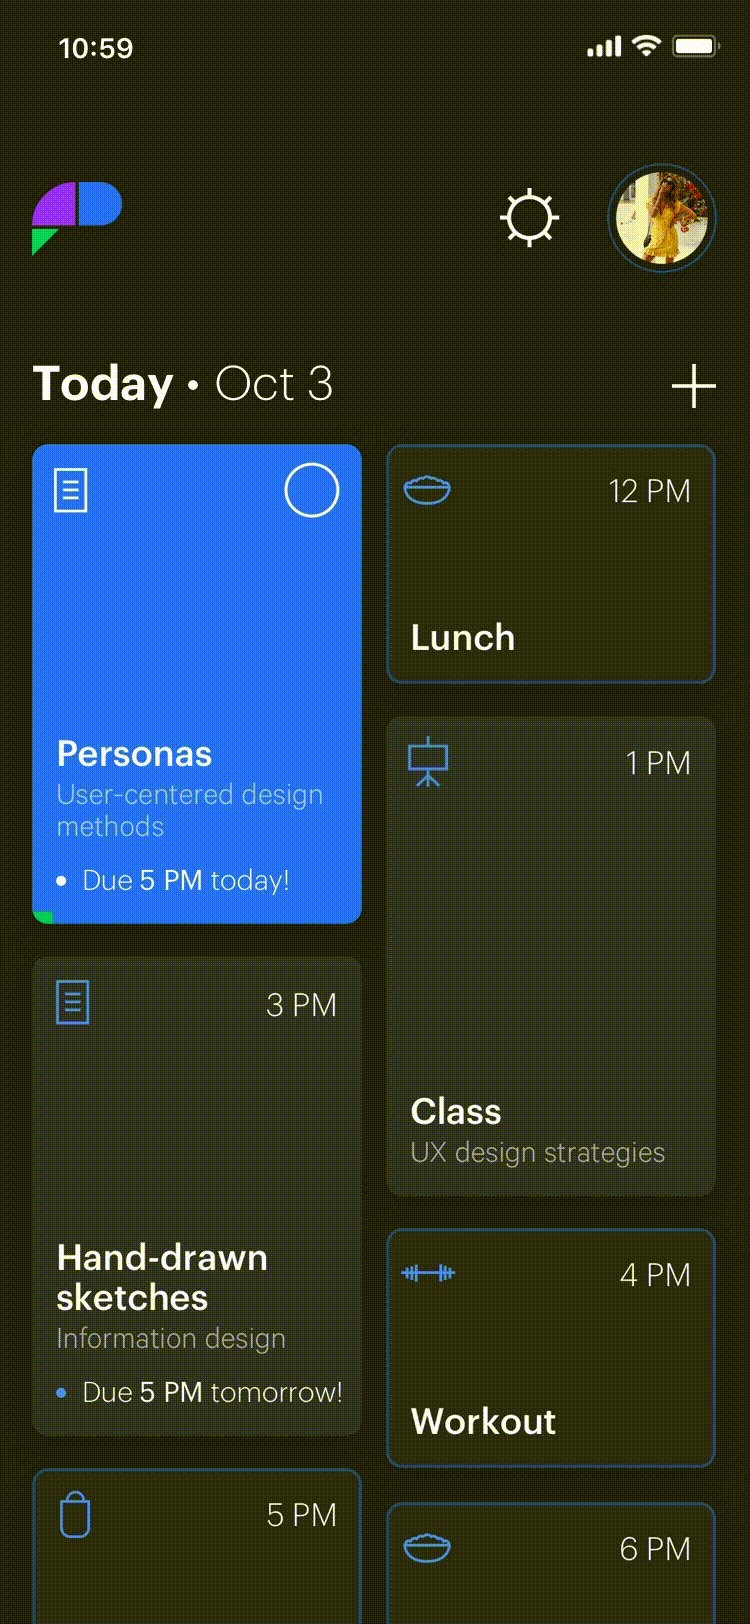 10:59
Today • Oct 3
Personas
User-centered design
methods
• Due 5 PM today!
12 PM
Lunch
1 PM
Class
UX design strategies
3 PM
Hand-drawn
sketches
Information design
• Due 5 PM tomorrow!
4 PM
Workout
5 PM
6 PM